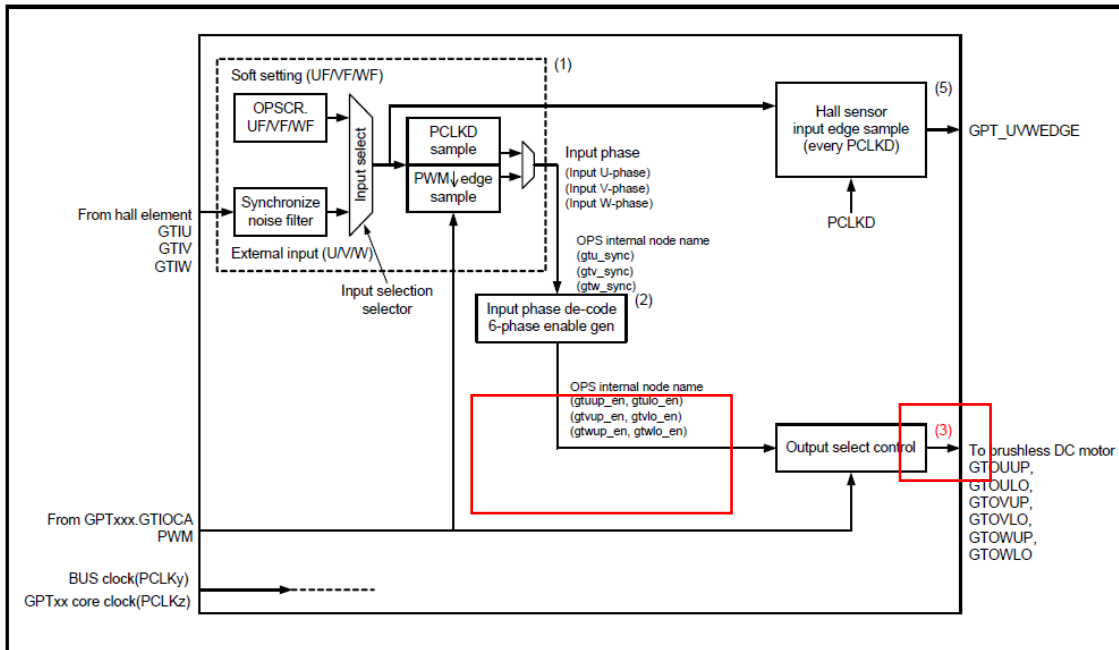 (1)
Soft setting (UF/VF/WF)
OPSCR.
UF/VF/WF
Input select
PCLKD
sample
PWM↓edge
sample
Synchronize
noise filter
External input (U/V/W)
From hall element
GTIU
GTIV
GTIW
Input selection
selector
Input phase
(Input U-phase)
(Input V-phase)
(Input W-phase)
(5)
Hall sensor
input edge sample
(every PCLKD)
GPT_UVWEDGE
PCLKD
OPS internal node name
(gtu_sync)
(gtv_sync)
(gtw_sync)
(2)
Input phase de-code
6-phase enable gen
OPS internal node name
(gtuup_en, gtulo_en)
(gtvup_en, gtvlo_en)
(gtwup_en, gtwlo_en)
Output select control
(3)
To brushless DC motor
GTOUUP,
GTOULO,
GTOVUP,
GTOVLO,
GTOWUP,
GTOWLO
From GPTxxx.GTIOCA
PWM
BUS clock(PCLKy)
GPTxx core clock(PCLKz)